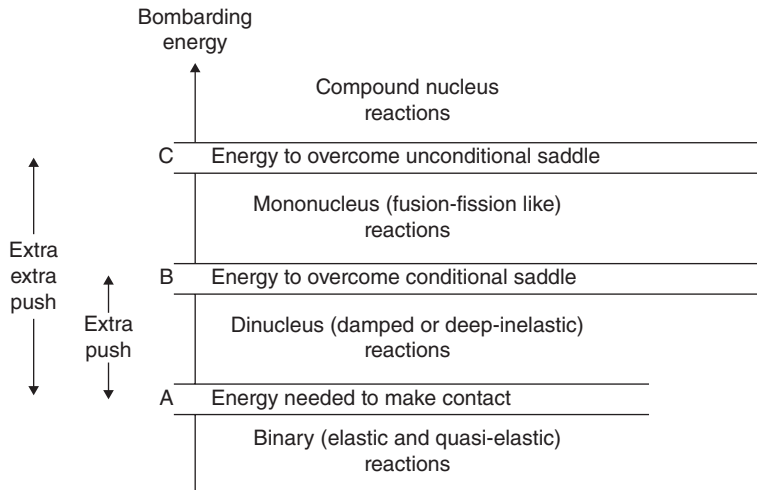 Bombarding
energy
Compound nucleus
reactions
C Energy to overcome unconditional saddle
Mononucleus (fusion-fission like)
reactions
Extra
extra
push
B Energy to overcome conditional saddle
Extra
push
Dinucleus (damped or deep-inelastic)
reactions
A Energy needed to make contact
Binary (elastic and quasi-elastic)
reactions